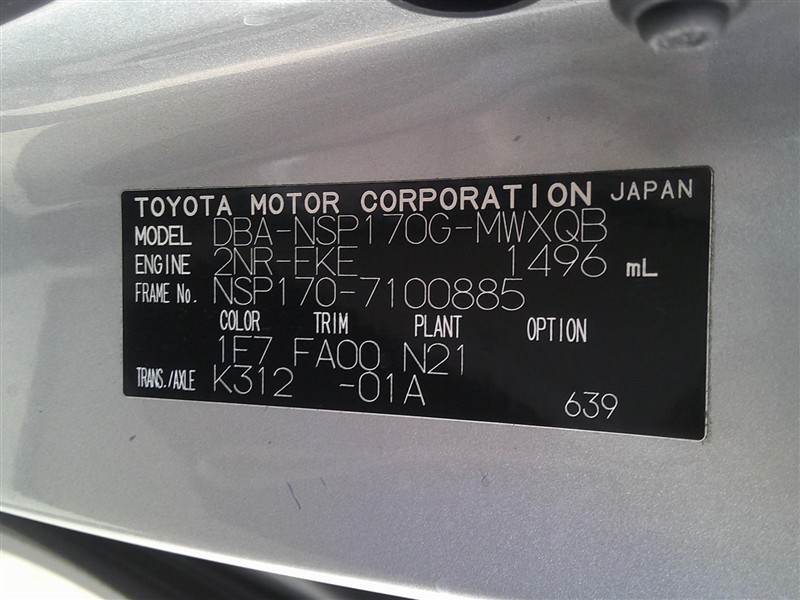 TOYOTA MOTOR CORPORATION JAPAN
MODEL DBA-NSP170G-MWXQB
ENGINE 2NR-FKE 1496 mL
FRAME No. NSP170-7100885
COLOR TRIM PLANT OPTION
1F7 FA00 N21
TRANS./AXLE K312 -01A
639